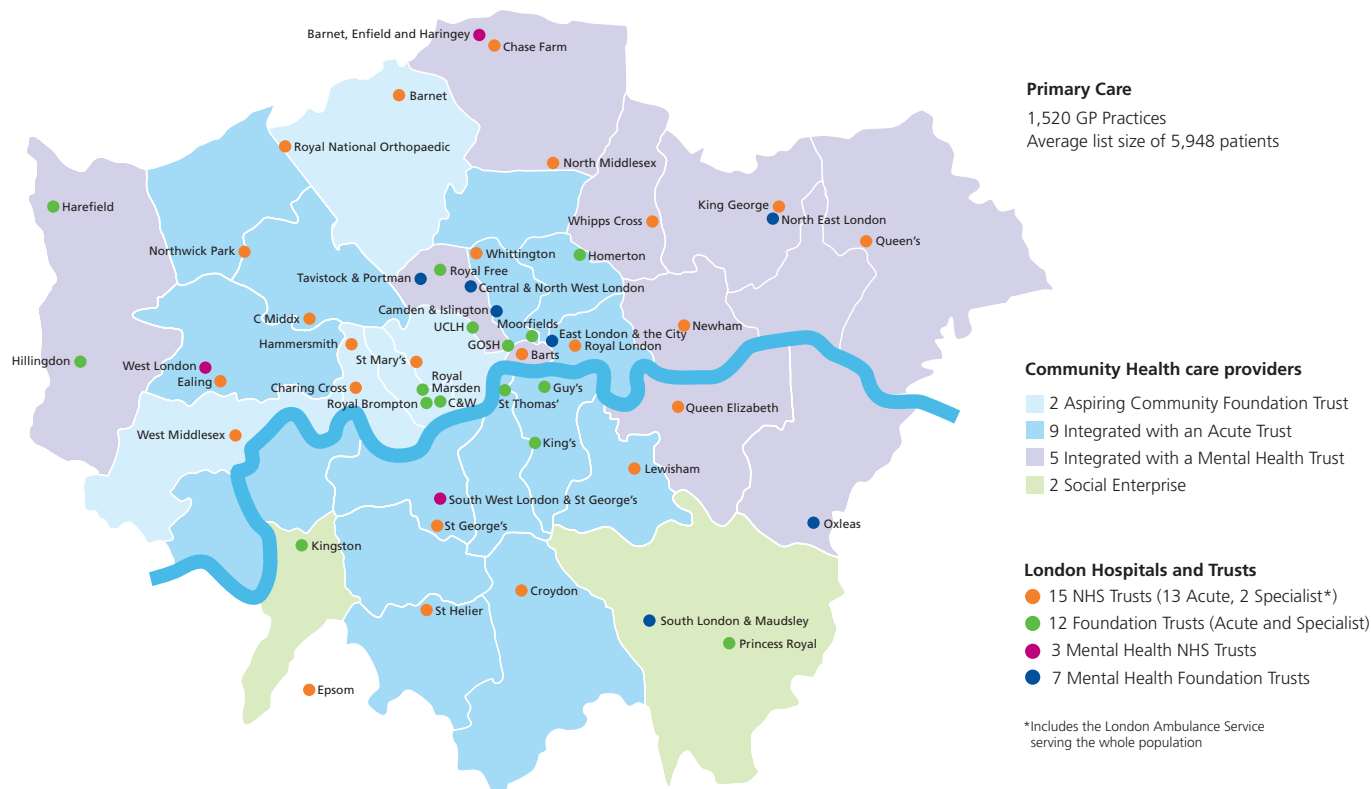 Barnet, Enfield and Haringey
Chase Farm
Barnet
Royal National Orthopaedic
North Middlesex
Harefield
King George
North East London
Whipps Cross
Queen's
Northwick Park
Whittington
Homerton
Royal Free
Tavistock & Portman
Central & North West London
Camden & Islington
C Middx
Moorfields
UCLH
East London & the City
Newham
Hammersmith
GOSH
Royal London
Barts
St Mary's
Hillingdon
West London
Ealing
Royal
Marsden
Charing Cross
Guy's
Royal Brompton
C&W
St Thomas'
Queen Elizabeth
West Middlesex
King's
Lewisham
South West London & St George's
St George's
Oxleas
Kingston
Croydon
St Helier
South London & Maudsley
Princess Royal
Epsom
Primary Care
1,520 GP Practices
Average list size of 5,948 patients
Community Health care providers
2 Aspiring Community Foundation Trust
9 Integrated with an Acute Trust
5 Integrated with a Mental Health Trust
2 Social Enterprise
London Hospitals and Trusts
15 NHS Trusts (13 Acute, 2 Specialist*)
12 Foundation Trusts (Acute and Specialist)
3 Mental Health NHS Trusts
7 Mental Health Foundation Trusts
*Includes the London Ambulance Service
serving the whole population